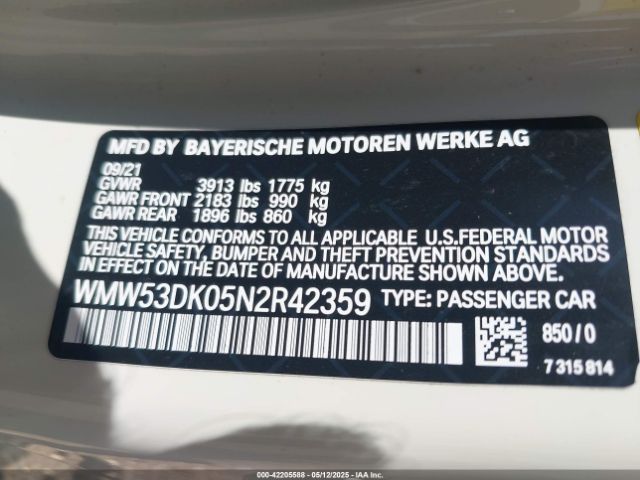 MFD BY BAYERISCHE MOTOREN WERKE AG
09/21
GVWR 3913 lbs 1775 kg
GAWR FRONT 2183 lbs 990 kg
GAWR REAR 1896 lbs 860 kg
THIS VEHICLE CONFORMS TO ALL APPLICABLE U.S.FEDERAL MOTOR
VEHICLE SAFETY, BUMPER AND THEFT PREVENTION STANDARDS
IN EFFECT ON THE DATE OF MANUFACTURE SHOWN ABOVE.
WMW53DK05N2R42359 TYPE: PASSENGER CAR
850/0
7 315 814
000-42205588 - 05/12/2025 - IAA Inc.